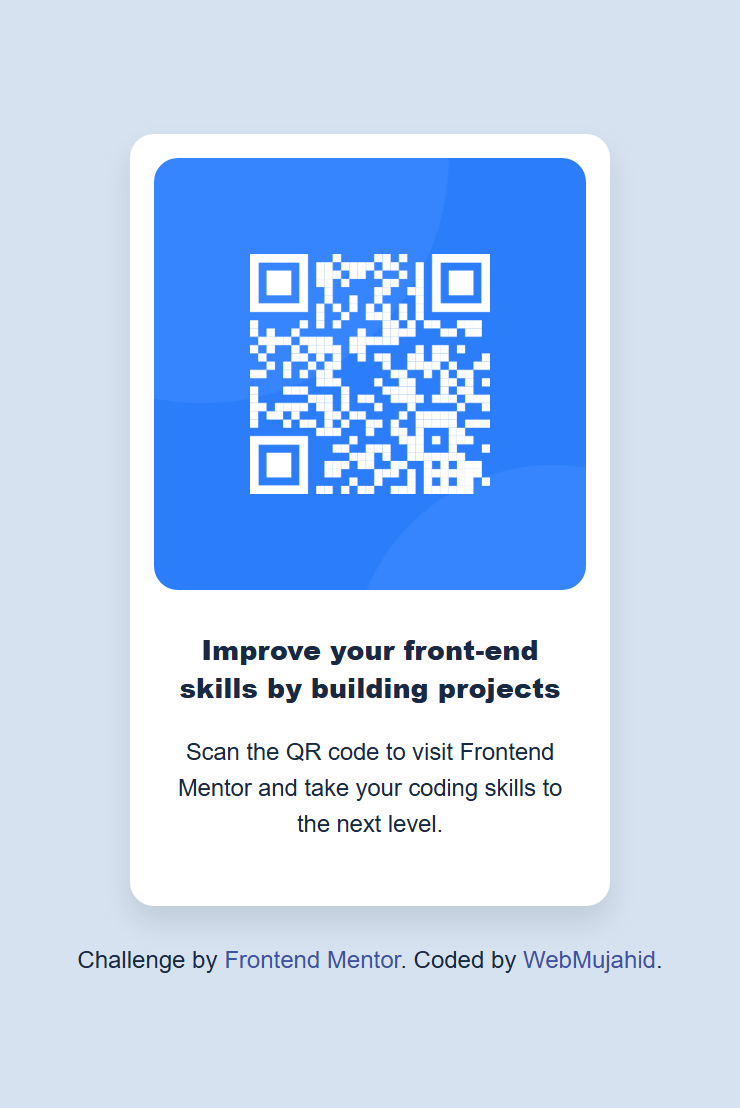 Improve your front-end
skills by building projects
Scan the QR code to visit Frontend
Mentor and take your coding skills to
the next level.
Challenge by Frontend Mentor. Coded by WebMujahid.